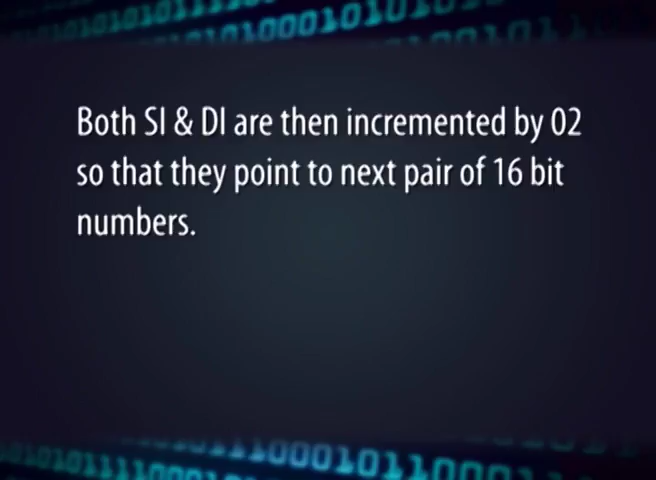 Both SI & DI are then incremented by 02
so that they point to next pair of 16 bit
numbers.